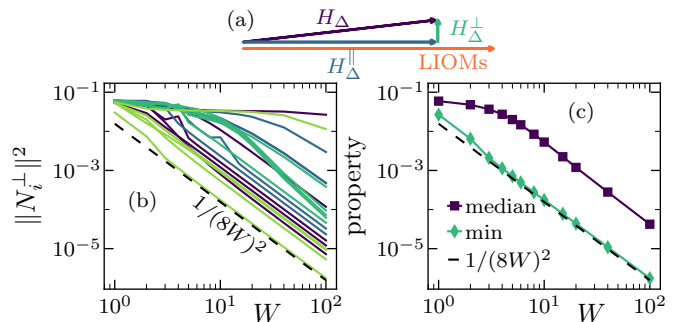 (a)
H_Δ
H_Δ^⊥
H_Δ^∥
LIOMs
10^−1
10^−3
10^−5
||N_i^⊥||^2
(b)
1/(8W)^2
10^0
10^1
10^2
W
10^−1
10^−3
10^−5
property
(c)
median
min
1/(8W)^2
10^0
10^1
10^2
W